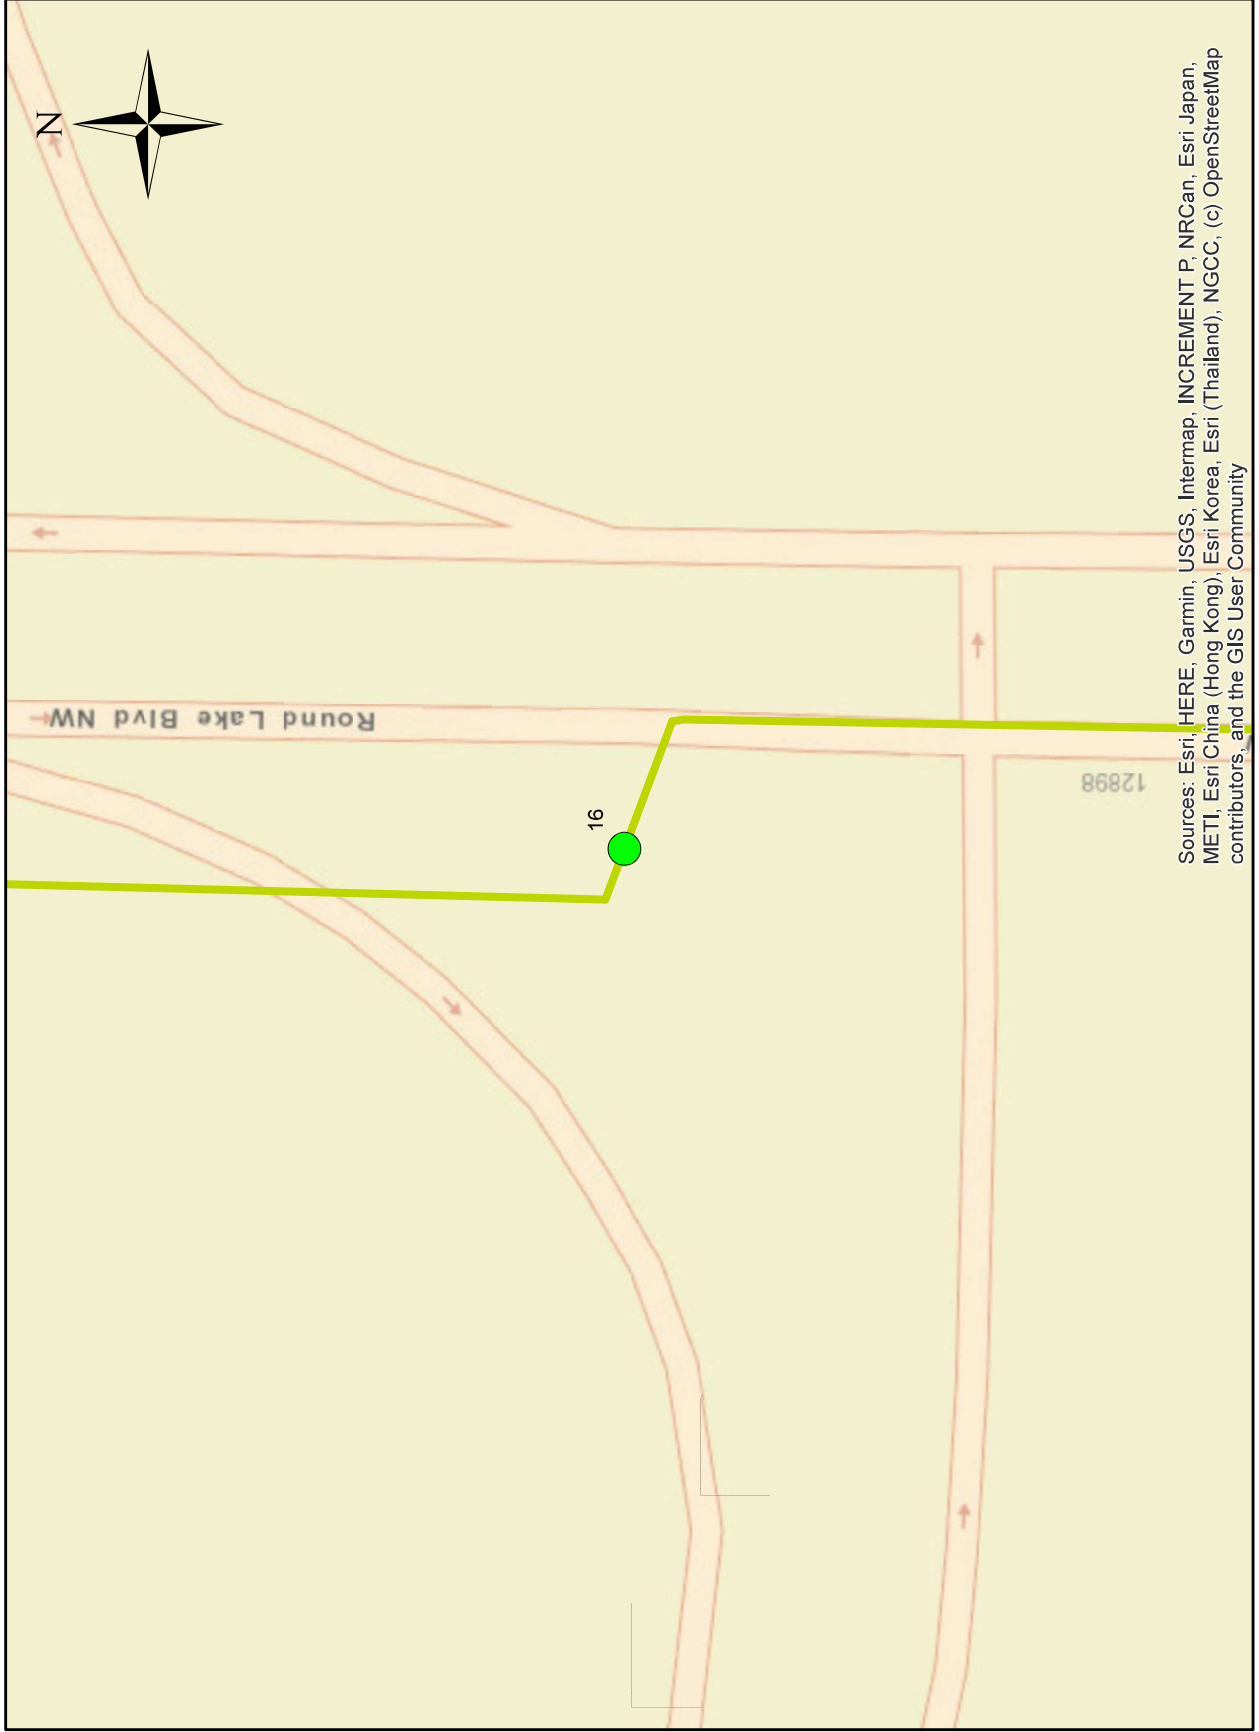 N
Round Lake Blvd NW
16
12898
Sources: Esri, HERE, Garmin, USGS, Intermap, INCREMENT P, NRCan, Esri Japan,
METI, Esri China (Hong Kong), Esri Korea, Esri (Thailand), NGCC, (c) OpenStreetMap
contributors, and the GIS User Community